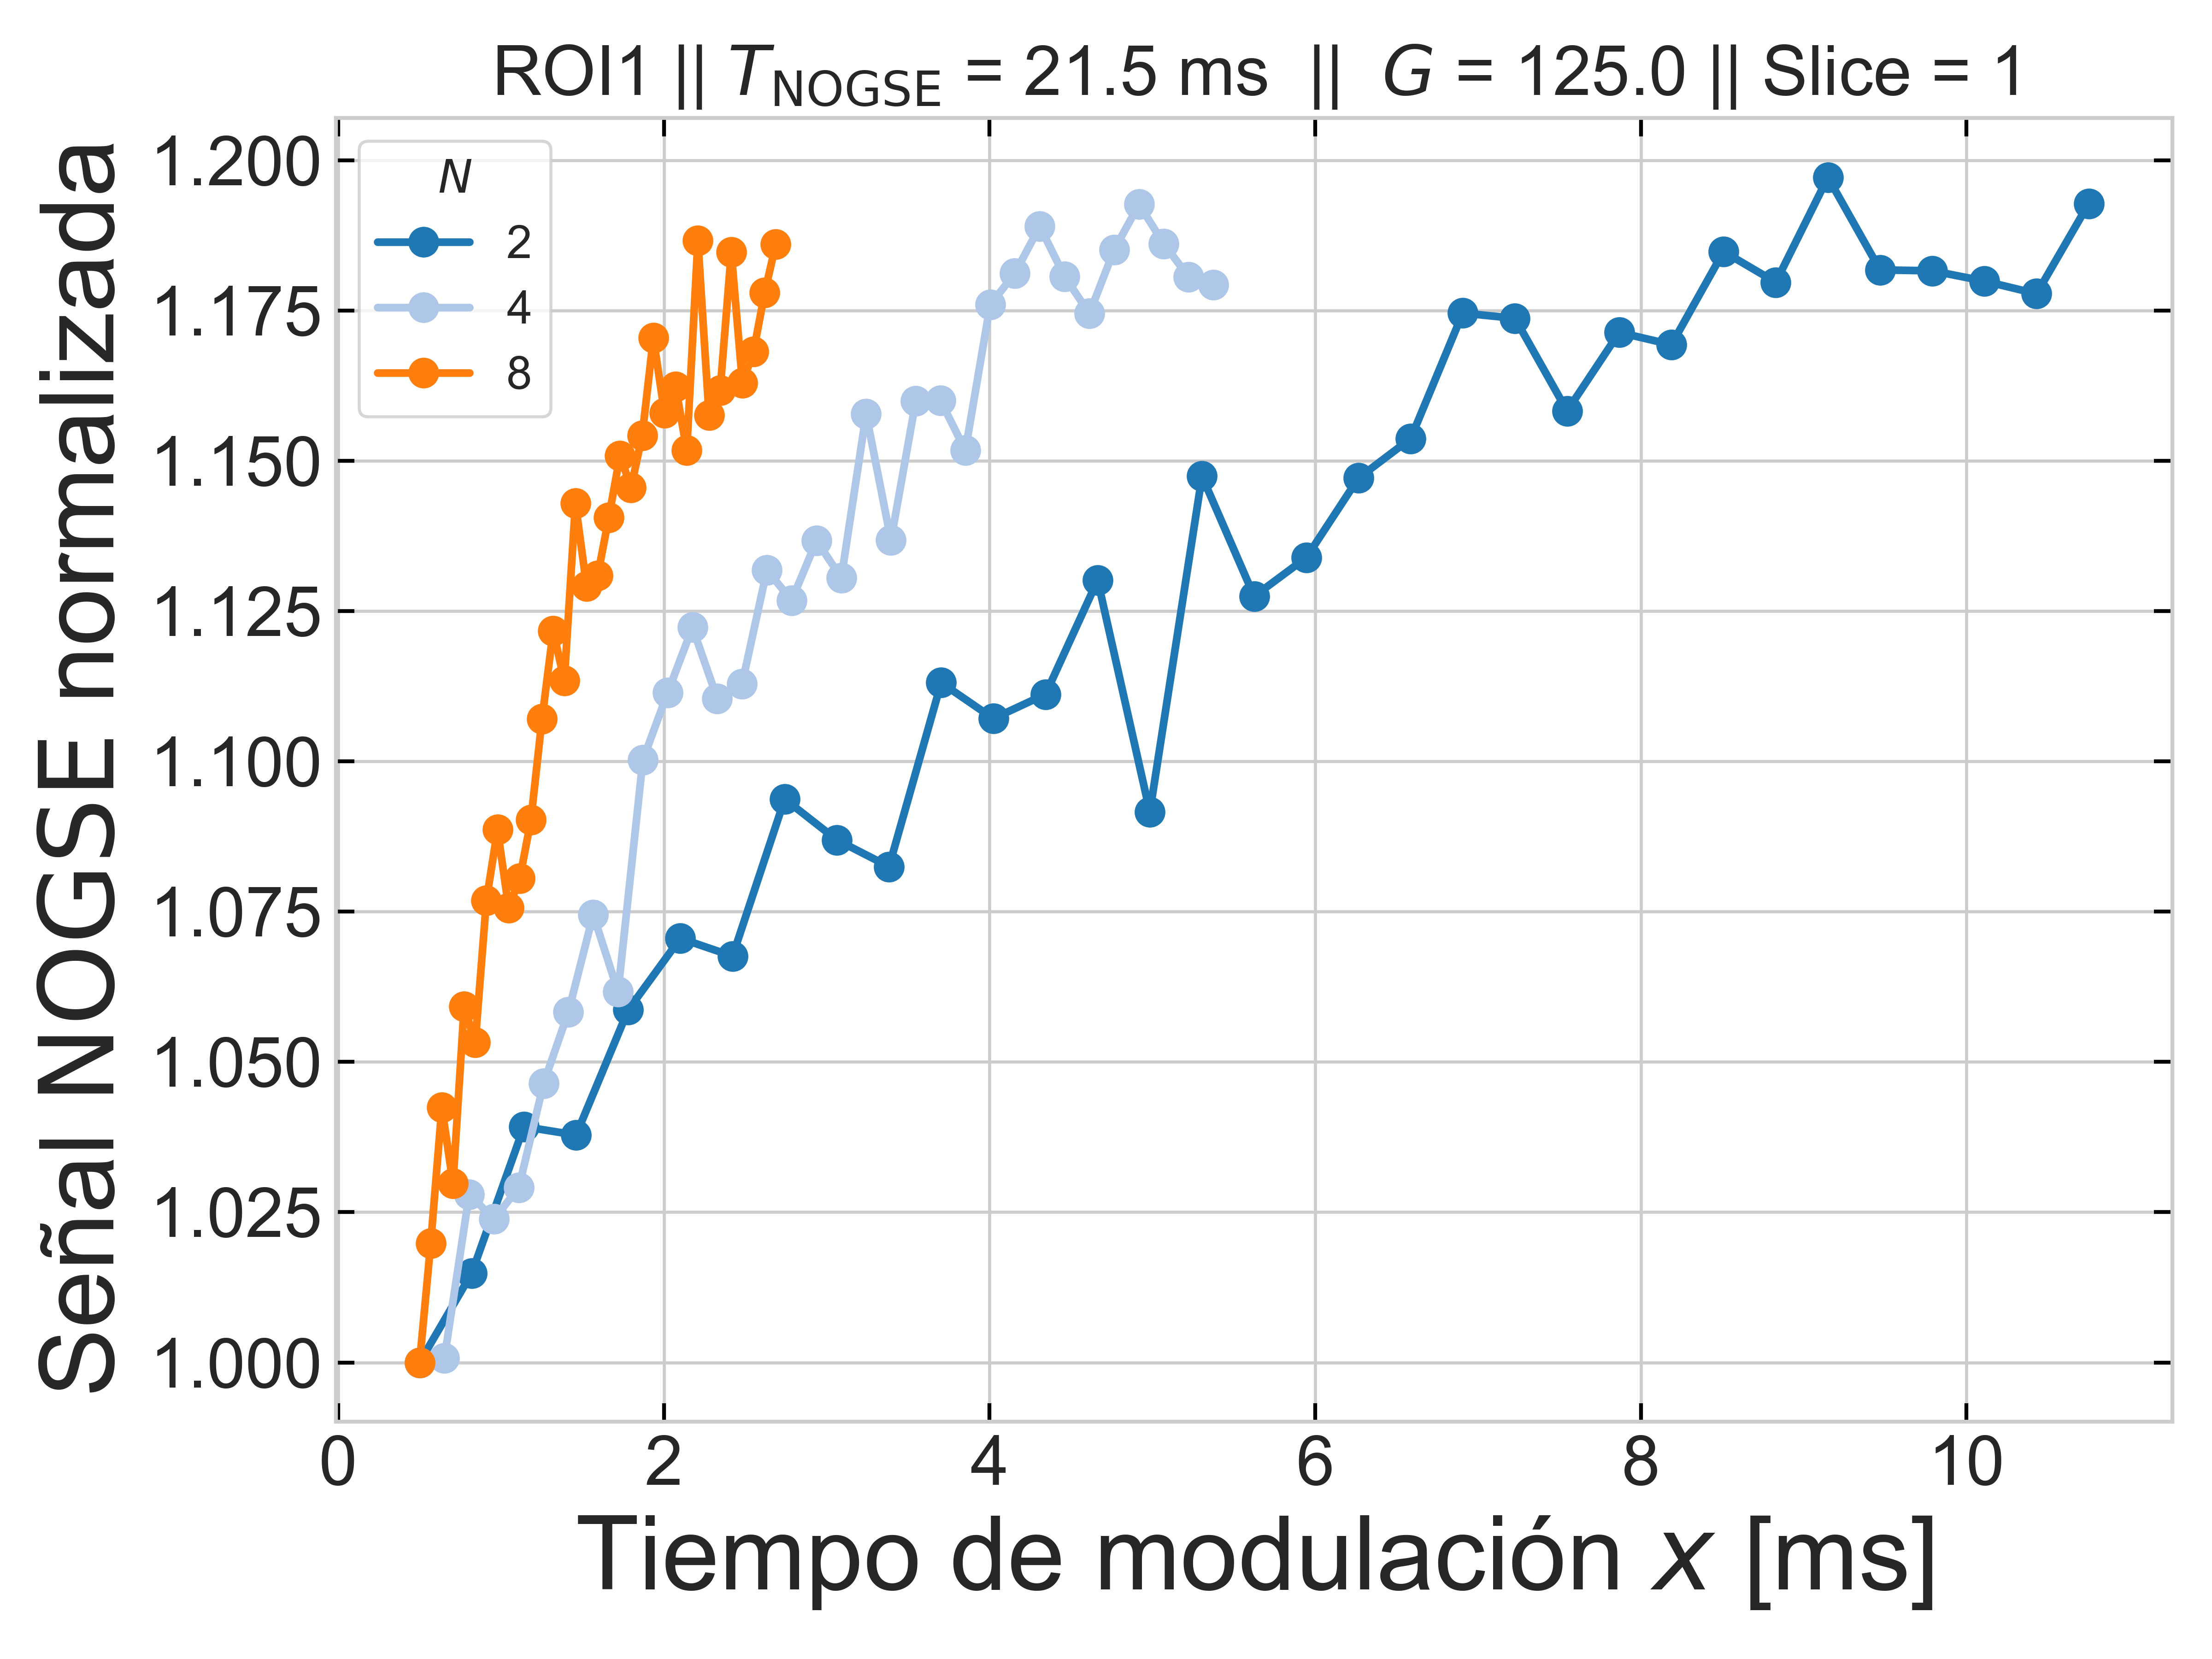 ROI1 || T_NOGSE = 21.5 ms || G = 125.0 || Slice = 1
Señal NOGSE normalizada
1.200
1.175
1.150
1.125
1.100
1.075
1.050
1.025
1.000
N
2
4
8
0 2 4 6 8 10
Tiempo de modulación x [ms]